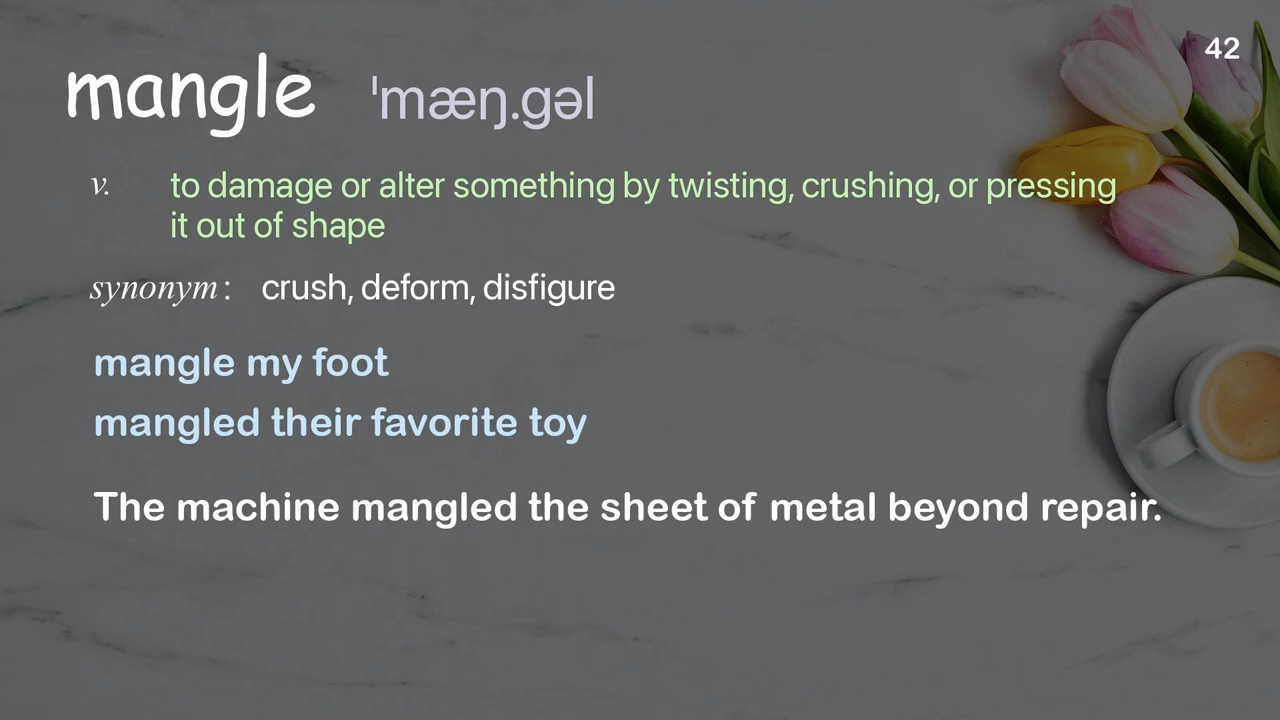 42
mangle ˈmæŋ.gəl
v. to damage or alter something by twisting, crushing, or pressing
it out of shape
synonym: crush, deform, disfigure
mangle my foot
mangled their favorite toy
The machine mangled the sheet of metal beyond repair.